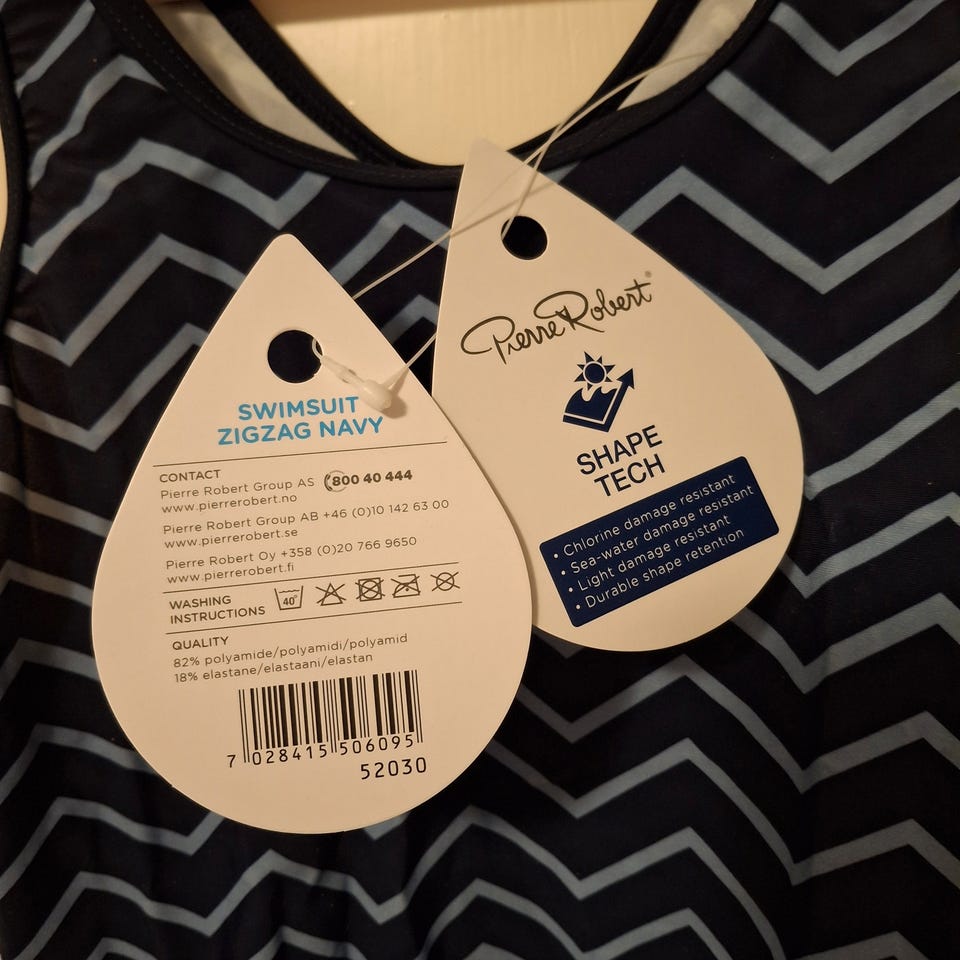 SWIMSUIT
ZIGZAG NAVY
CONTACT
Pierre Robert Group AS 800 40 444
www.pierrerobert.no
Pierre Robert Group AB +46 (0)10 142 63 00
www.pierrerobert.se
Pierre Robert Oy +358 (0)20 766 9650
www.pierrerobert.fi
WASHING
INSTRUCTIONS
40°
QUALITY
82% polyamide/polyamidi/polyamid
18% elastane/elastaani/elastan
7 028415 506095
52030
Pierre Robert®
SHAPE
TECH
• Chlorine damage resistant
• Sea-water damage resistant
• Light damage resistant
• Durable shape retention